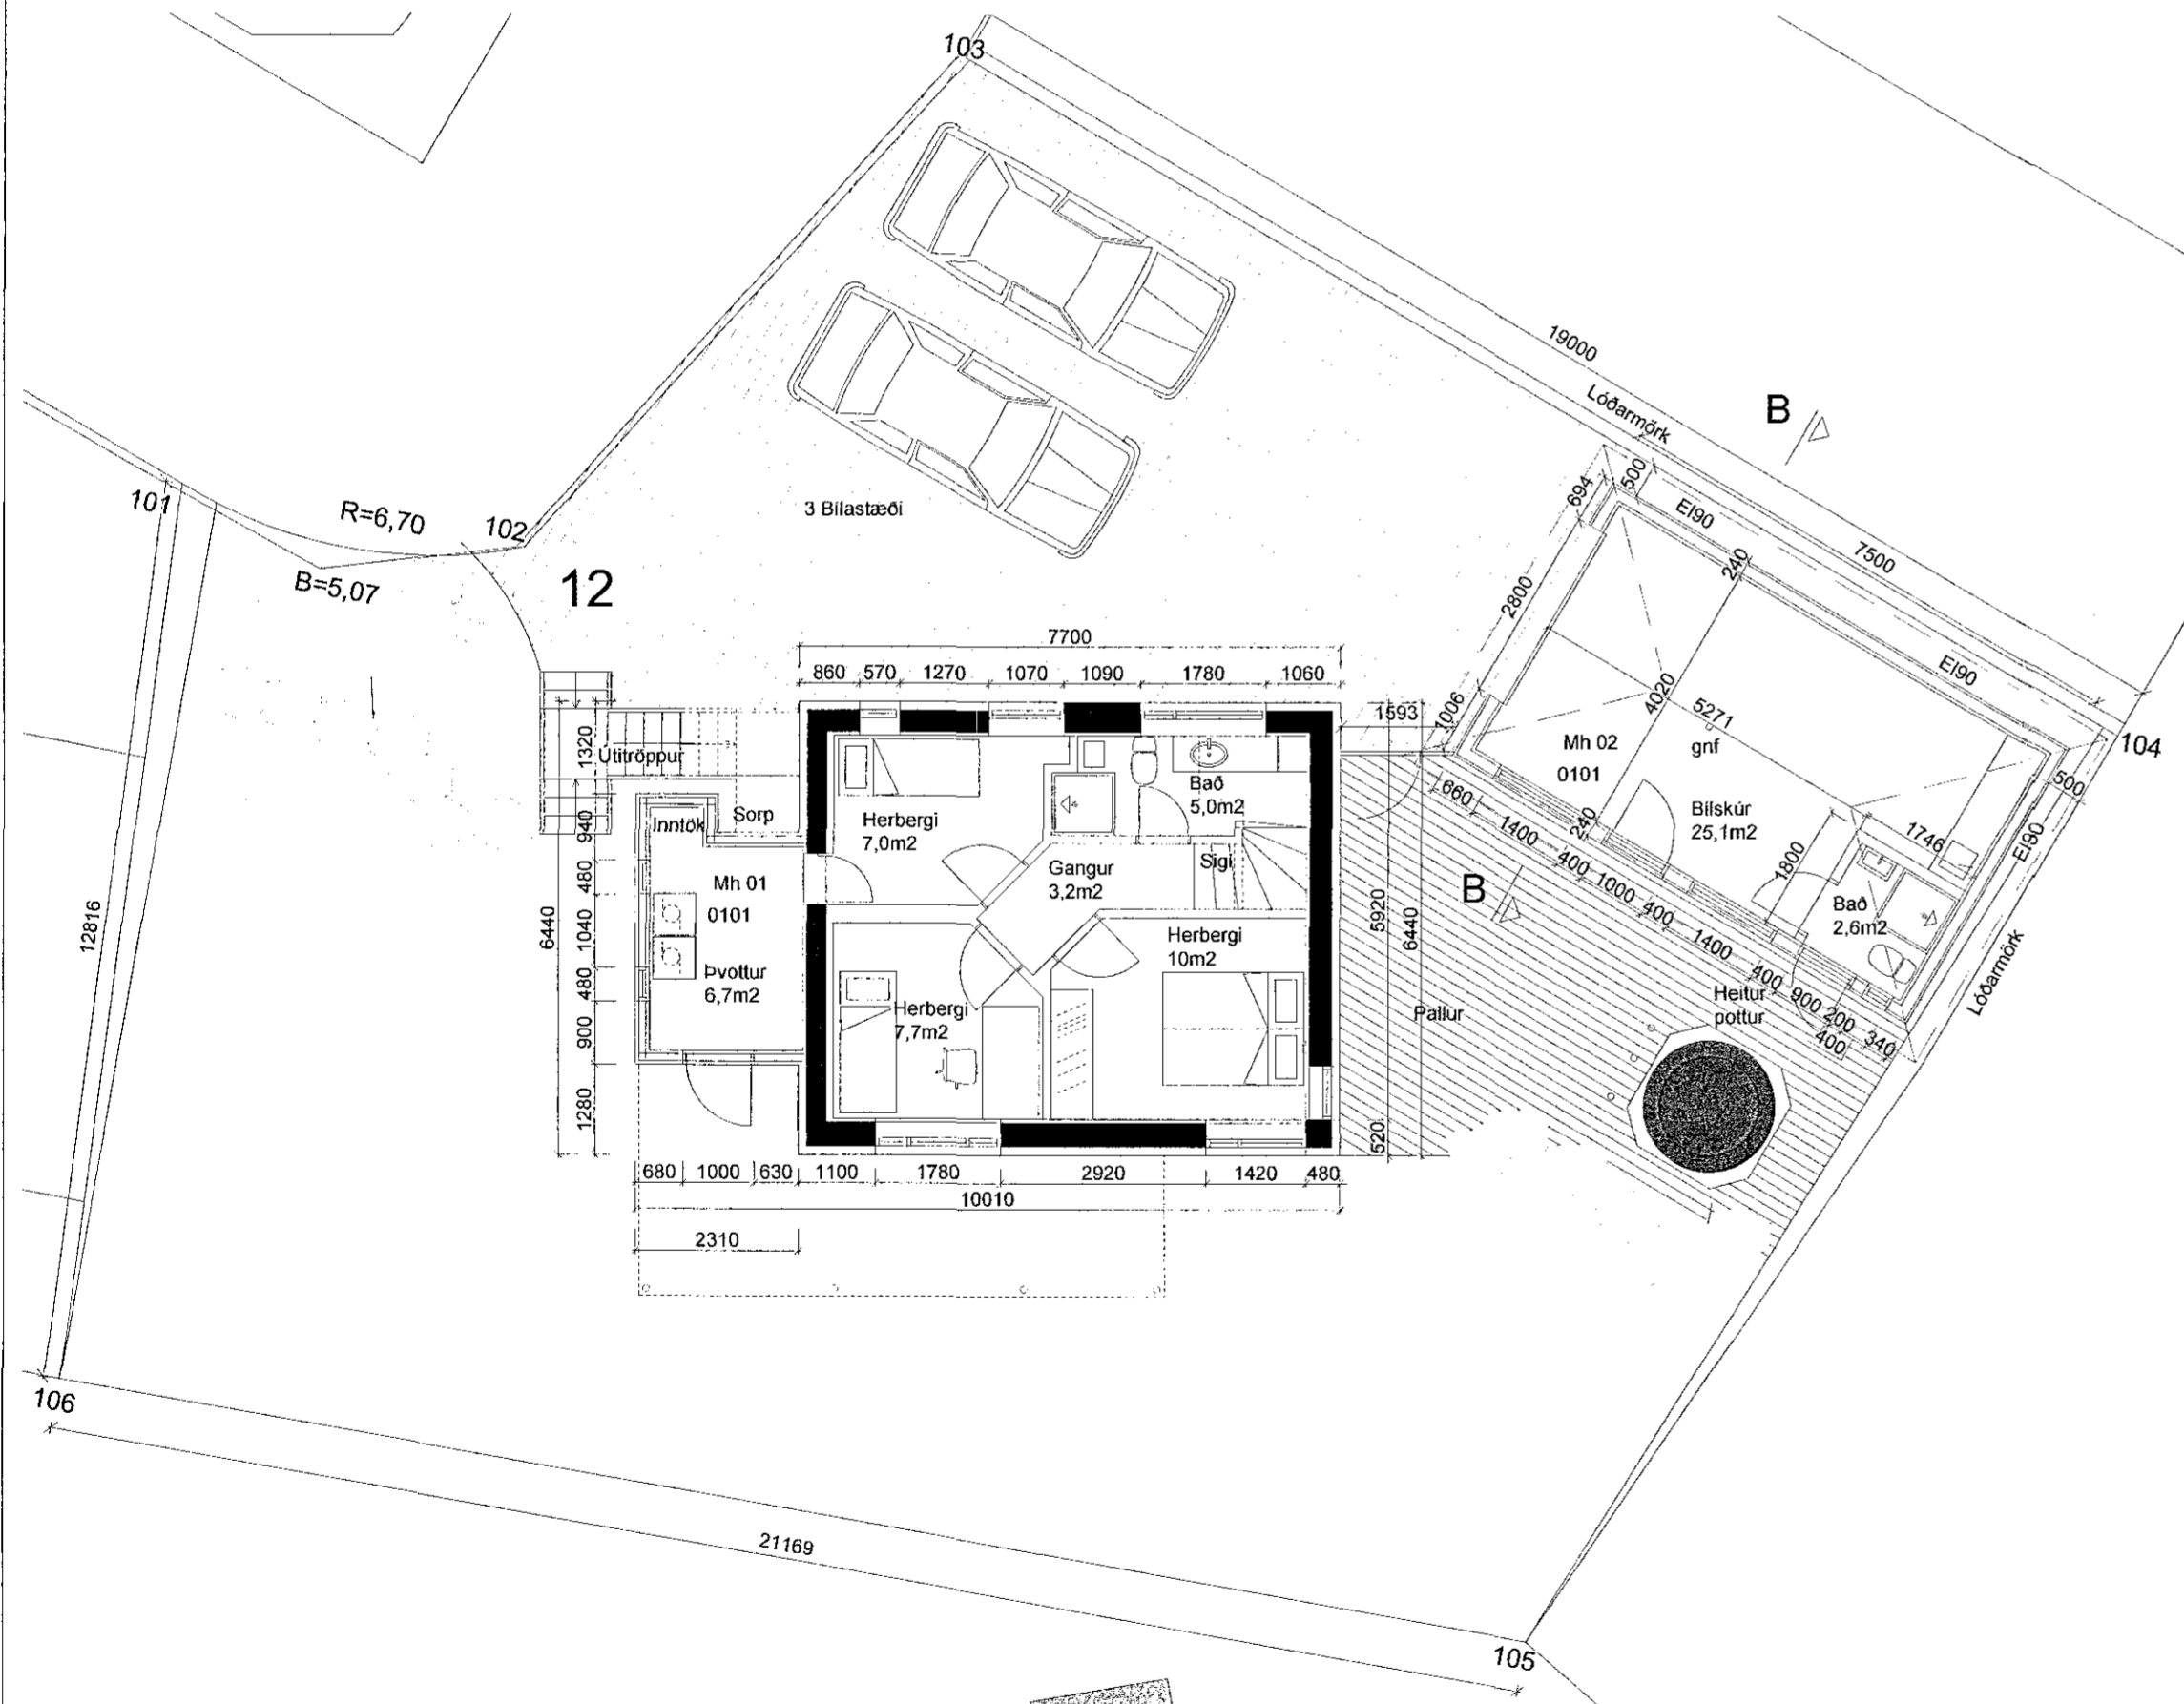 103
101
R=6,70
102
B=5,07
12
3 Bílastæði
19000
Lóðarmörk
B
694
500
EI90
7500
240
2800
EI90
4020
5271
gnf
1006
Mh 02
0101
104
500
Bílskúr
25,1m2
1746
EI90
1800
Bað
2,6m2
Lóðarmörk
660
1400
240
400
1000
400
1400
400
900
200
400
340
B
Heitur
pottur
Pallur
7700
860 570 1270 1070 1090 1780 1060
1593
1320
Útitröppur
Sorp
Inntök
940
Herbergi
7,0m2
Bað
5,0m2
480
Mh 01
0101
Gangur
3,2m2
Sigi
12816
6440
1040
5920
6440
Herbergi
10m2
480
Þvottur
6,7m2
Herbergi
7,7m2
900
1280
520
680 1000 630 1100 1780 2920 1420 480
10010
2310
106
21169
105